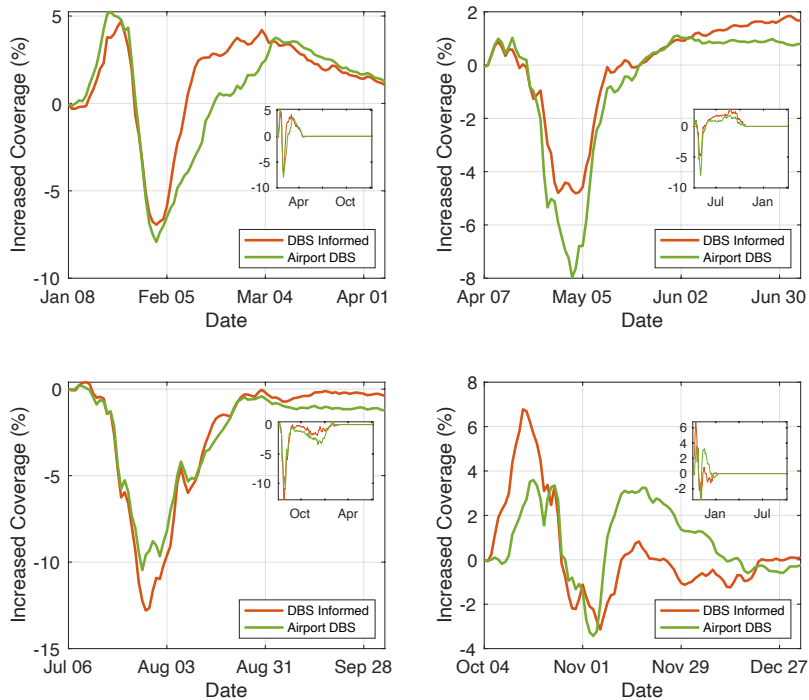 5
0
-5
-10
Increased Coverage (%)
5
0
-5
-10
Apr Oct
DBS Informed
Airport DBS
Jan 08 Feb 05 Mar 04 Apr 01
Date
2
0
-2
-4
-6
-8
Increased Coverage (%)
0
-5
-10
Jul Jan
DBS Informed
Airport DBS
Apr 07 May 05 Jun 02 Jun 30
Date
0
-5
-10
-15
Increased Coverage (%)
0
-5
-10
Oct Apr
DBS Informed
Airport DBS
Jul 06 Aug 03 Aug 31 Sep 28
Date
8
6
4
2
0
-2
-4
Increased Coverage (%)
6
4
2
0
-2
Jan Jul
DBS Informed
Airport DBS
Oct 04 Nov 01 Nov 29 Dec 27
Date